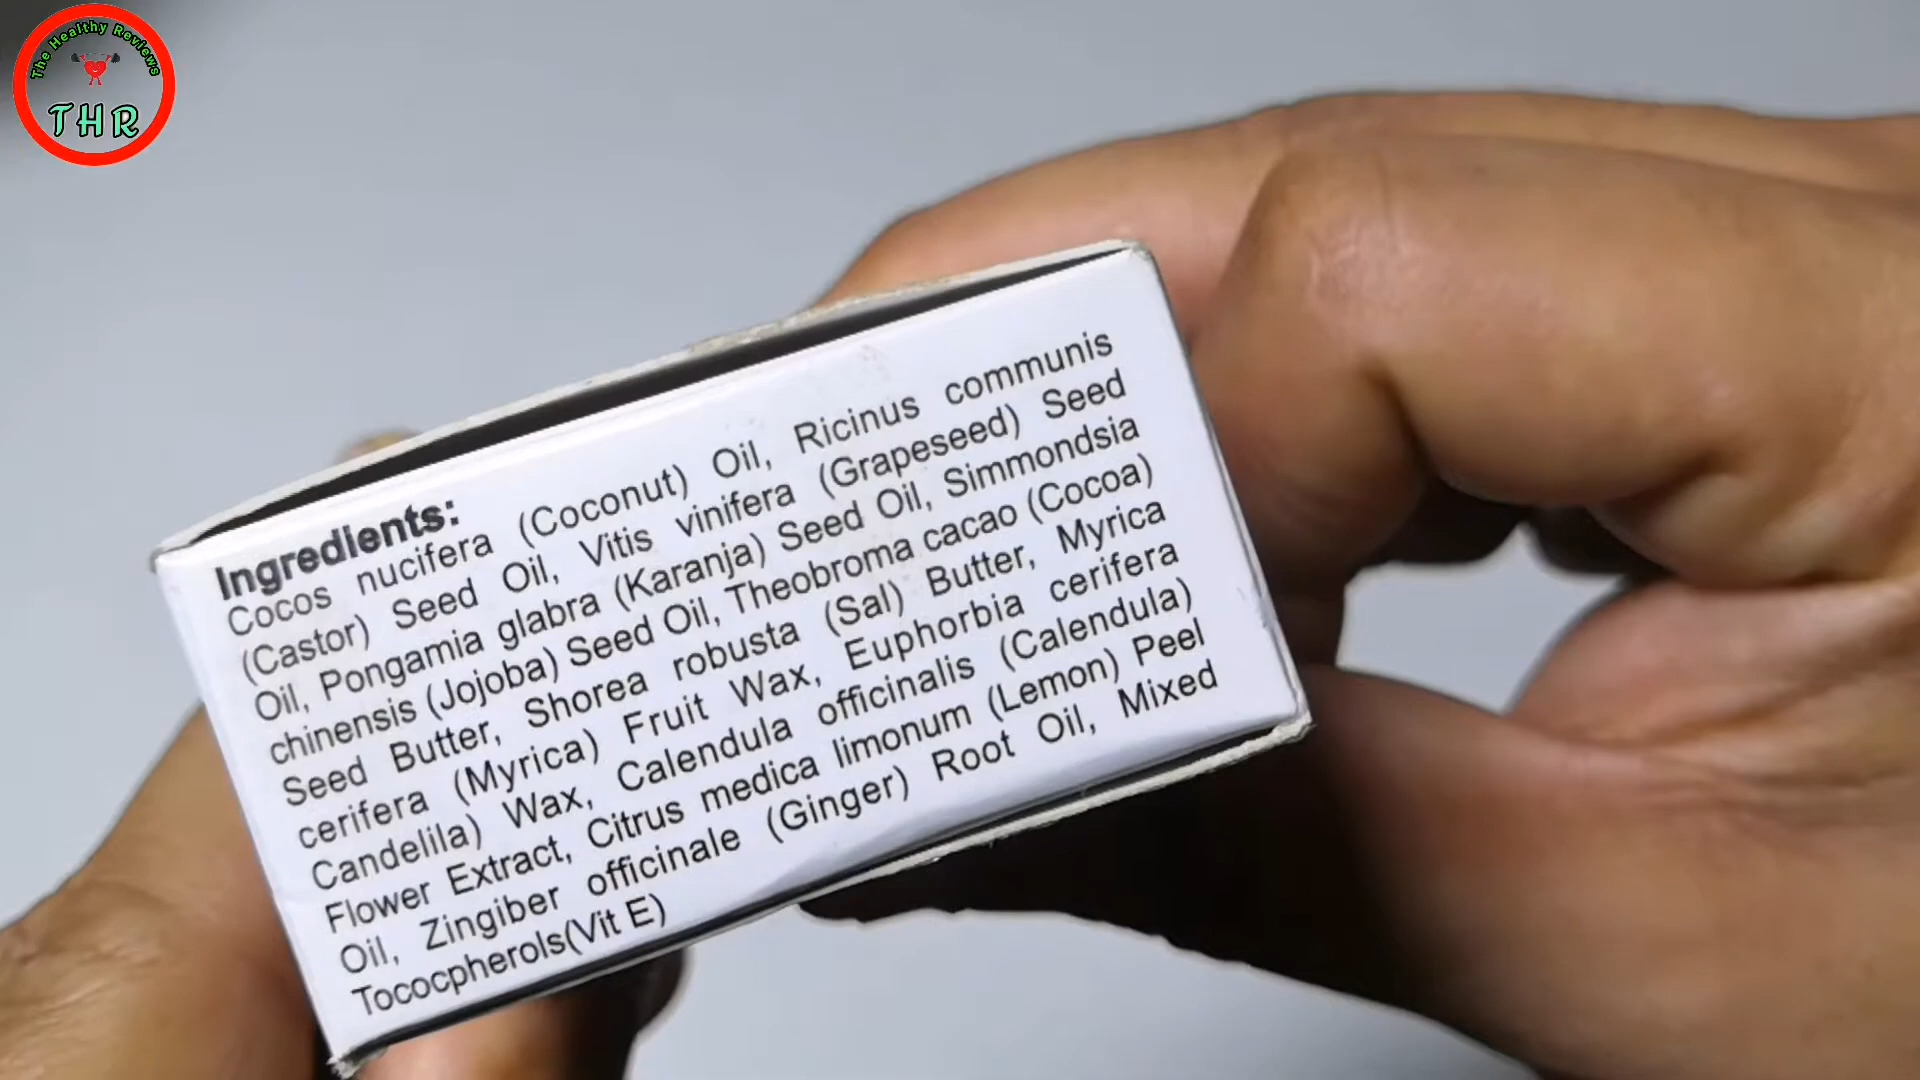 The Healthy Reviews
THR
Ingredients:
Cocos nucifera (Coconut) Oil, Ricinus communis
(Castor) Seed Oil, Vitis vinifera (Grapeseed) Seed
Oil, Pongamia glabra (Karanja) Seed Oil, Simmondsia
chinensis (Jojoba) Seed Oil, Theobroma cacao (Cocoa)
Seed Butter, Shorea robusta (Sal) Butter, Myrica
cerifera (Myrica) Fruit Wax, Euphorbia cerifera
Candelila) Wax, Calendula officinalis (Calendula)
Flower Extract, Citrus medica limonum (Lemon) Peel
Oil, Zingiber officinale (Ginger) Root Oil, Mixed
Tococpherols(Vit E)